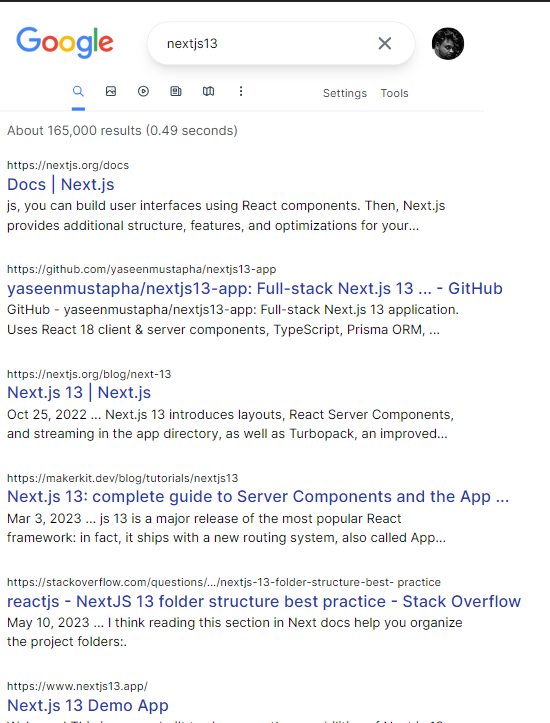 Google
nextjs13
Settings Tools
About 165,000 results (0.49 seconds)
https://nextjs.org/docs
Docs | Next.js
js, you can build user interfaces using React components. Then, Next.js
provides additional structure, features, and optimizations for your...
https://github.com/yaseenmustapha/nextjs13-app
yaseenmustapha/nextjs13-app: Full-stack Next.js 13 ... - GitHub
GitHub - yaseenmustapha/nextjs13-app: Full-stack Next.js 13 application.
Uses React 18 client & server components, TypeScript, Prisma ORM, ...
https://nextjs.org/blog/next-13
Next.js 13 | Next.js
Oct 25, 2022 ... Next.js 13 introduces layouts, React Server Components,
and streaming in the app directory, as well as Turbopack, an improved...
https://makerkit.dev/blog/tutorials/nextjs13
Next.js 13: complete guide to Server Components and the App ...
Mar 3, 2023 ... js 13 is a major release of the most popular React
framework: in fact, it ships with a new routing system, also called App...
https://stackoverflow.com/questions/.../nextjs-13-folder-structure-best- practice
reactjs - NextJS 13 folder structure best practice - Stack Overflow
May 10, 2023 ... I think reading this section in Next docs help you organize
the project folders:.
https://www.nextjs13.app/
Next.js 13 Demo App